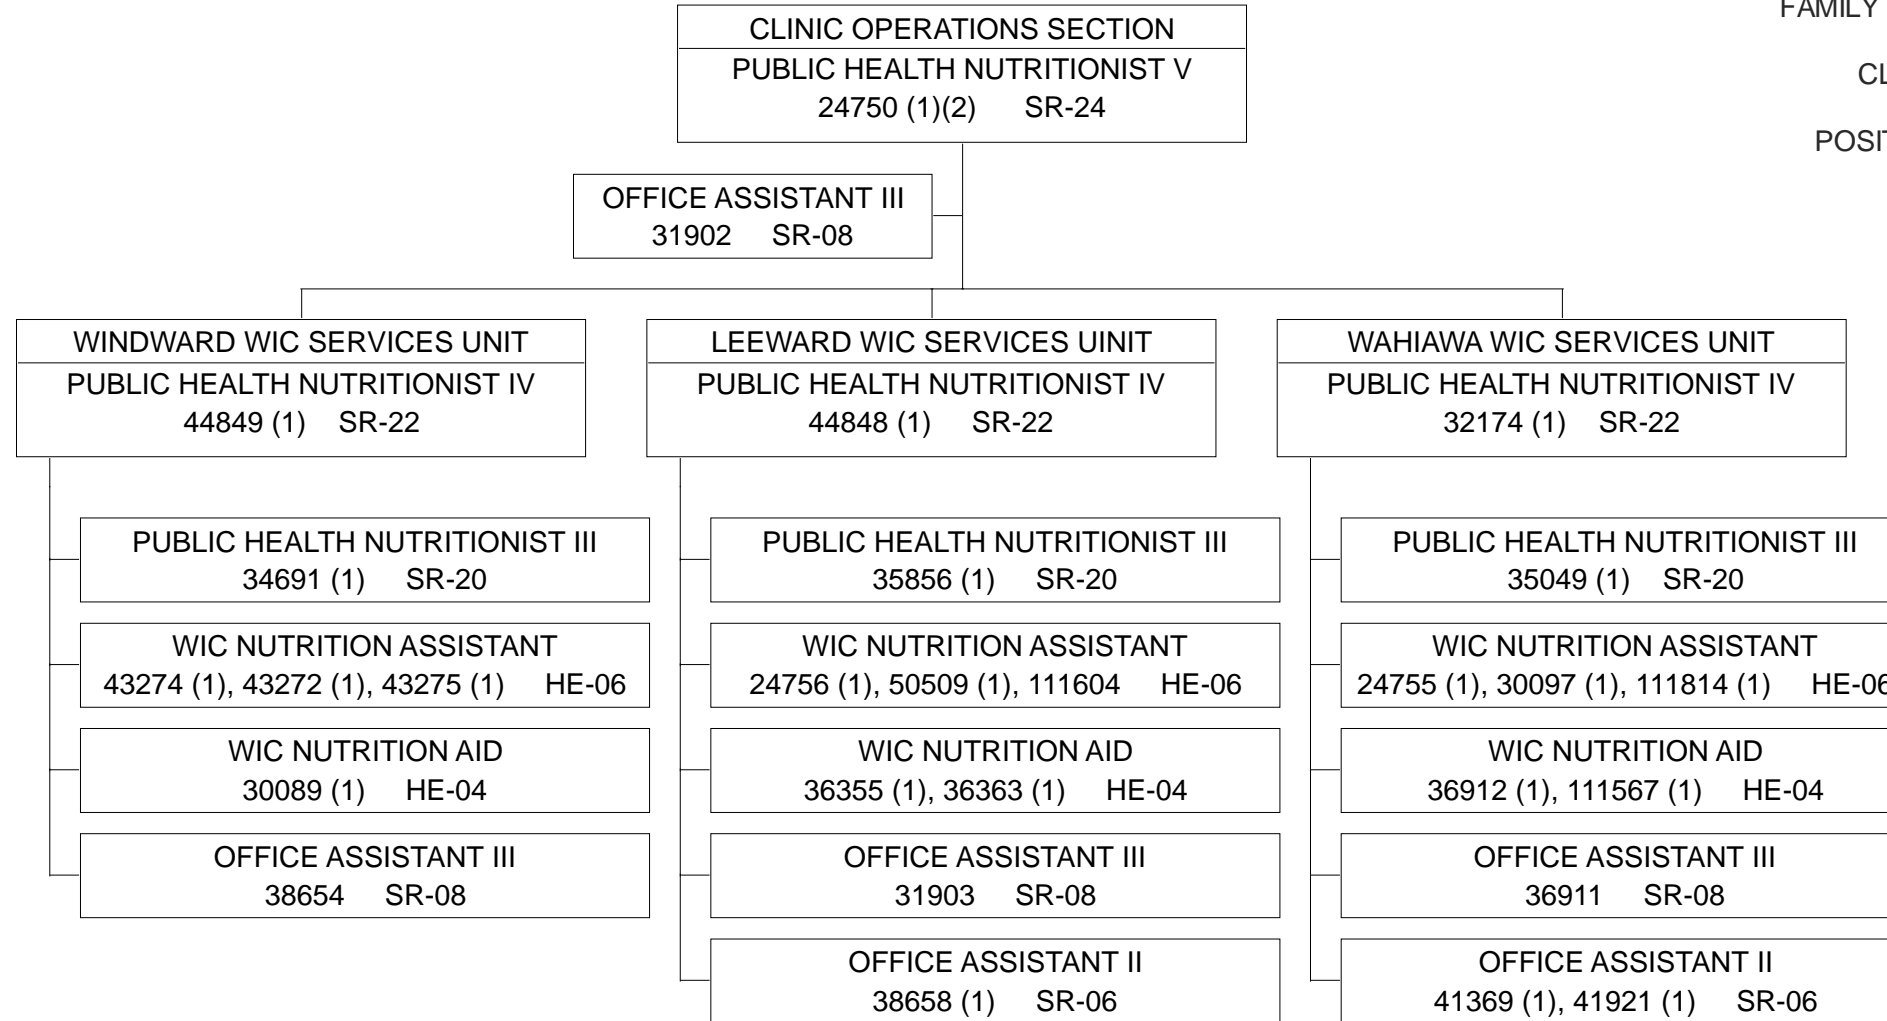 FAMILY
CLINIC OPERATIONS SECTION
PUBLIC HEALTH NUTRITIONIST V
24750 (1)(2) SR-24
OFFICE ASSISTANT III
31902 SR-08
WINDWARD WIC SERVICES UNIT
PUBLIC HEALTH NUTRITIONIST IV
44849 (1) SR-22
PUBLIC HEALTH NUTRITIONIST III
34691 (1) SR-20
WIC NUTRITION ASSISTANT
43274 (1), 43272 (1), 43275 (1) HE-06
WIC NUTRITION AID
30089 (1) HE-04
OFFICE ASSISTANT III
38654 SR-08
LEEWARD WIC SERVICES UINIT
PUBLIC HEALTH NUTRITIONIST IV
44848 (1) SR-22
PUBLIC HEALTH NUTRITIONIST III
35856 (1) SR-20
WIC NUTRITION ASSISTANT
24756 (1), 50509 (1), 111604 HE-06
WIC NUTRITION AID
36355 (1), 36363 (1) HE-04
OFFICE ASSISTANT III
31903 SR-08
OFFICE ASSISTANT II
38658 (1) SR-06
WAHIAWA WIC SERVICES UNIT
PUBLIC HEALTH NUTRITIONIST IV
32174 (1) SR-22
PUBLIC HEALTH NUTRITIONIST III
35049 (1) SR-20
WIC NUTRITION ASSISTANT
24755 (1), 30097 (1), 111814 (1) HE-06
WIC NUTRITION AID
36912 (1), 111567 (1) HE-04
OFFICE ASSISTANT III
36911 SR-08
OFFICE ASSISTANT II
41369 (1), 41921 (1) SR-06